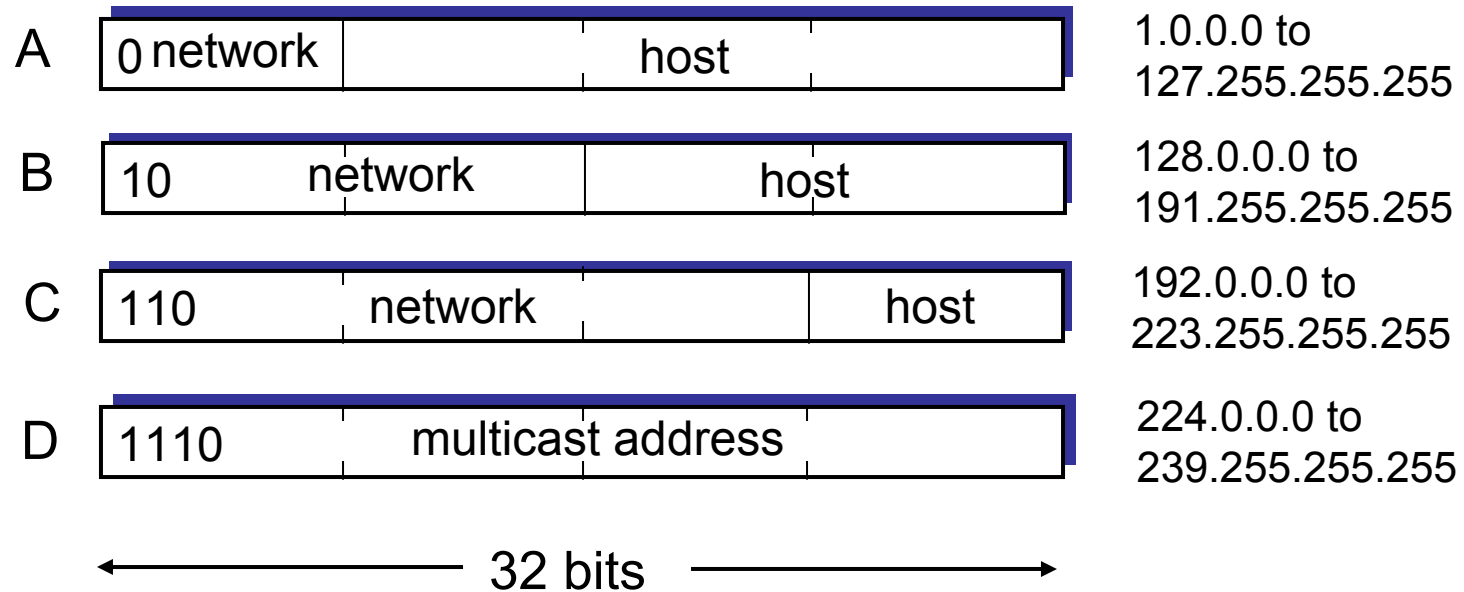 A
0 network host
1.0.0.0 to
127.255.255.255
B
10 network host
128.0.0.0 to
191.255.255.255
C
110 network host
192.0.0.0 to
223.255.255.255
D
1110 multicast address
224.0.0.0 to
239.255.255.255
32 bits